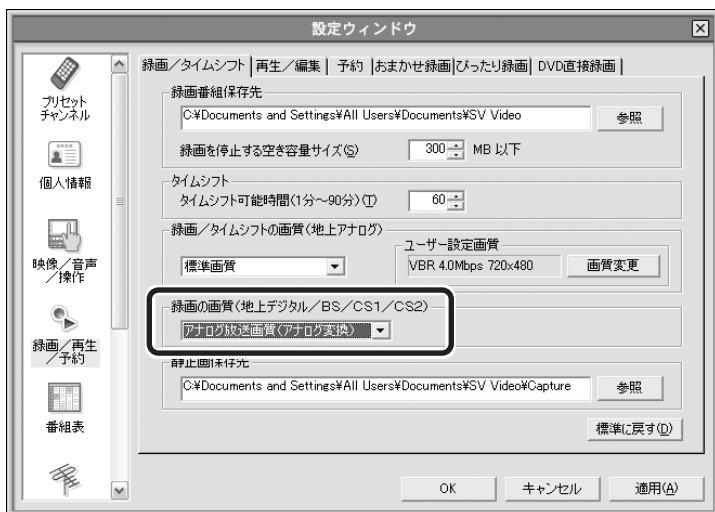 設定ウィンドウ
プリセット
チャンネル
個人情報
映像／音声
／操作
録画／再生
／予約
番組表
録画／タイムシフト 再生／編集 予約 おまかせ録画 ぴったり録画 DVD直接録画
録画番組保存先
C:¥Documents and Settings¥All Users¥Documents¥SV Video 参照
録画を停止する空き容量サイズ(S) 300 MB 以下
タイムシフト
タイムシフト可能時間(1分～90分)(T) 60
録画／タイムシフトの画質(地上アナログ)
標準画質
ユーザー設定画質
VBR 4.0Mbps 720x480 画質変更
録画の画質(地上デジタル／BS／CS1／CS2)
アナログ放送画質(アナログ変換)
静止画保存先
C:¥Documents and Settings¥All Users¥Documents¥SV Video¥Capture 参照
標準に戻す(D)
OK キャンセル 適用(A)